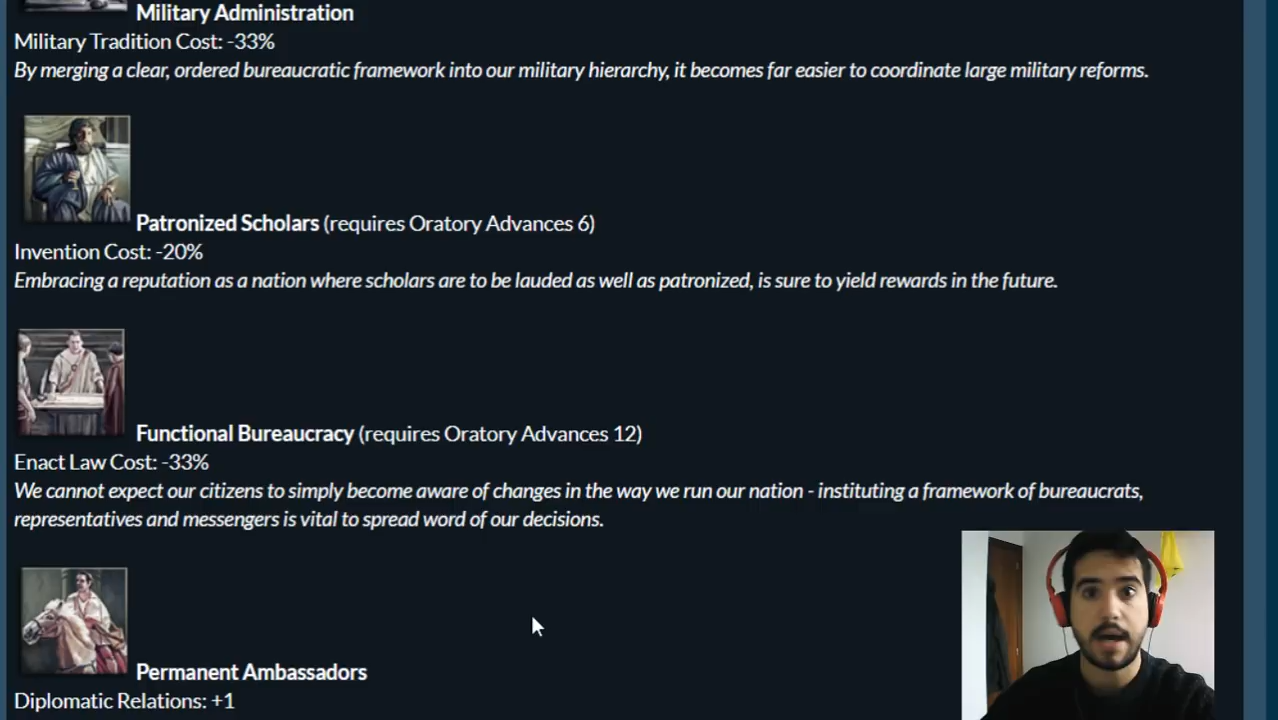 Military Administration
Military Tradition Cost: -33%
By merging a clear, ordered bureaucratic framework into our military hierarchy, it becomes far easier to coordinate large military reforms.
Patronized Scholars (requires Oratory Advances 6)
Invention Cost: -20%
Embracing a reputation as a nation where scholars are to be lauded as well as patronized, is sure to yield rewards in the future.
Functional Bureaucracy (requires Oratory Advances 12)
Enact Law Cost: -33%
We cannot expect our citizens to simply become aware of changes in the way we run our nation - instituting a framework of bureaucrats,
representatives and messengers is vital to spread word of our decisions.
Permanent Ambassadors
Diplomatic Relations: +1